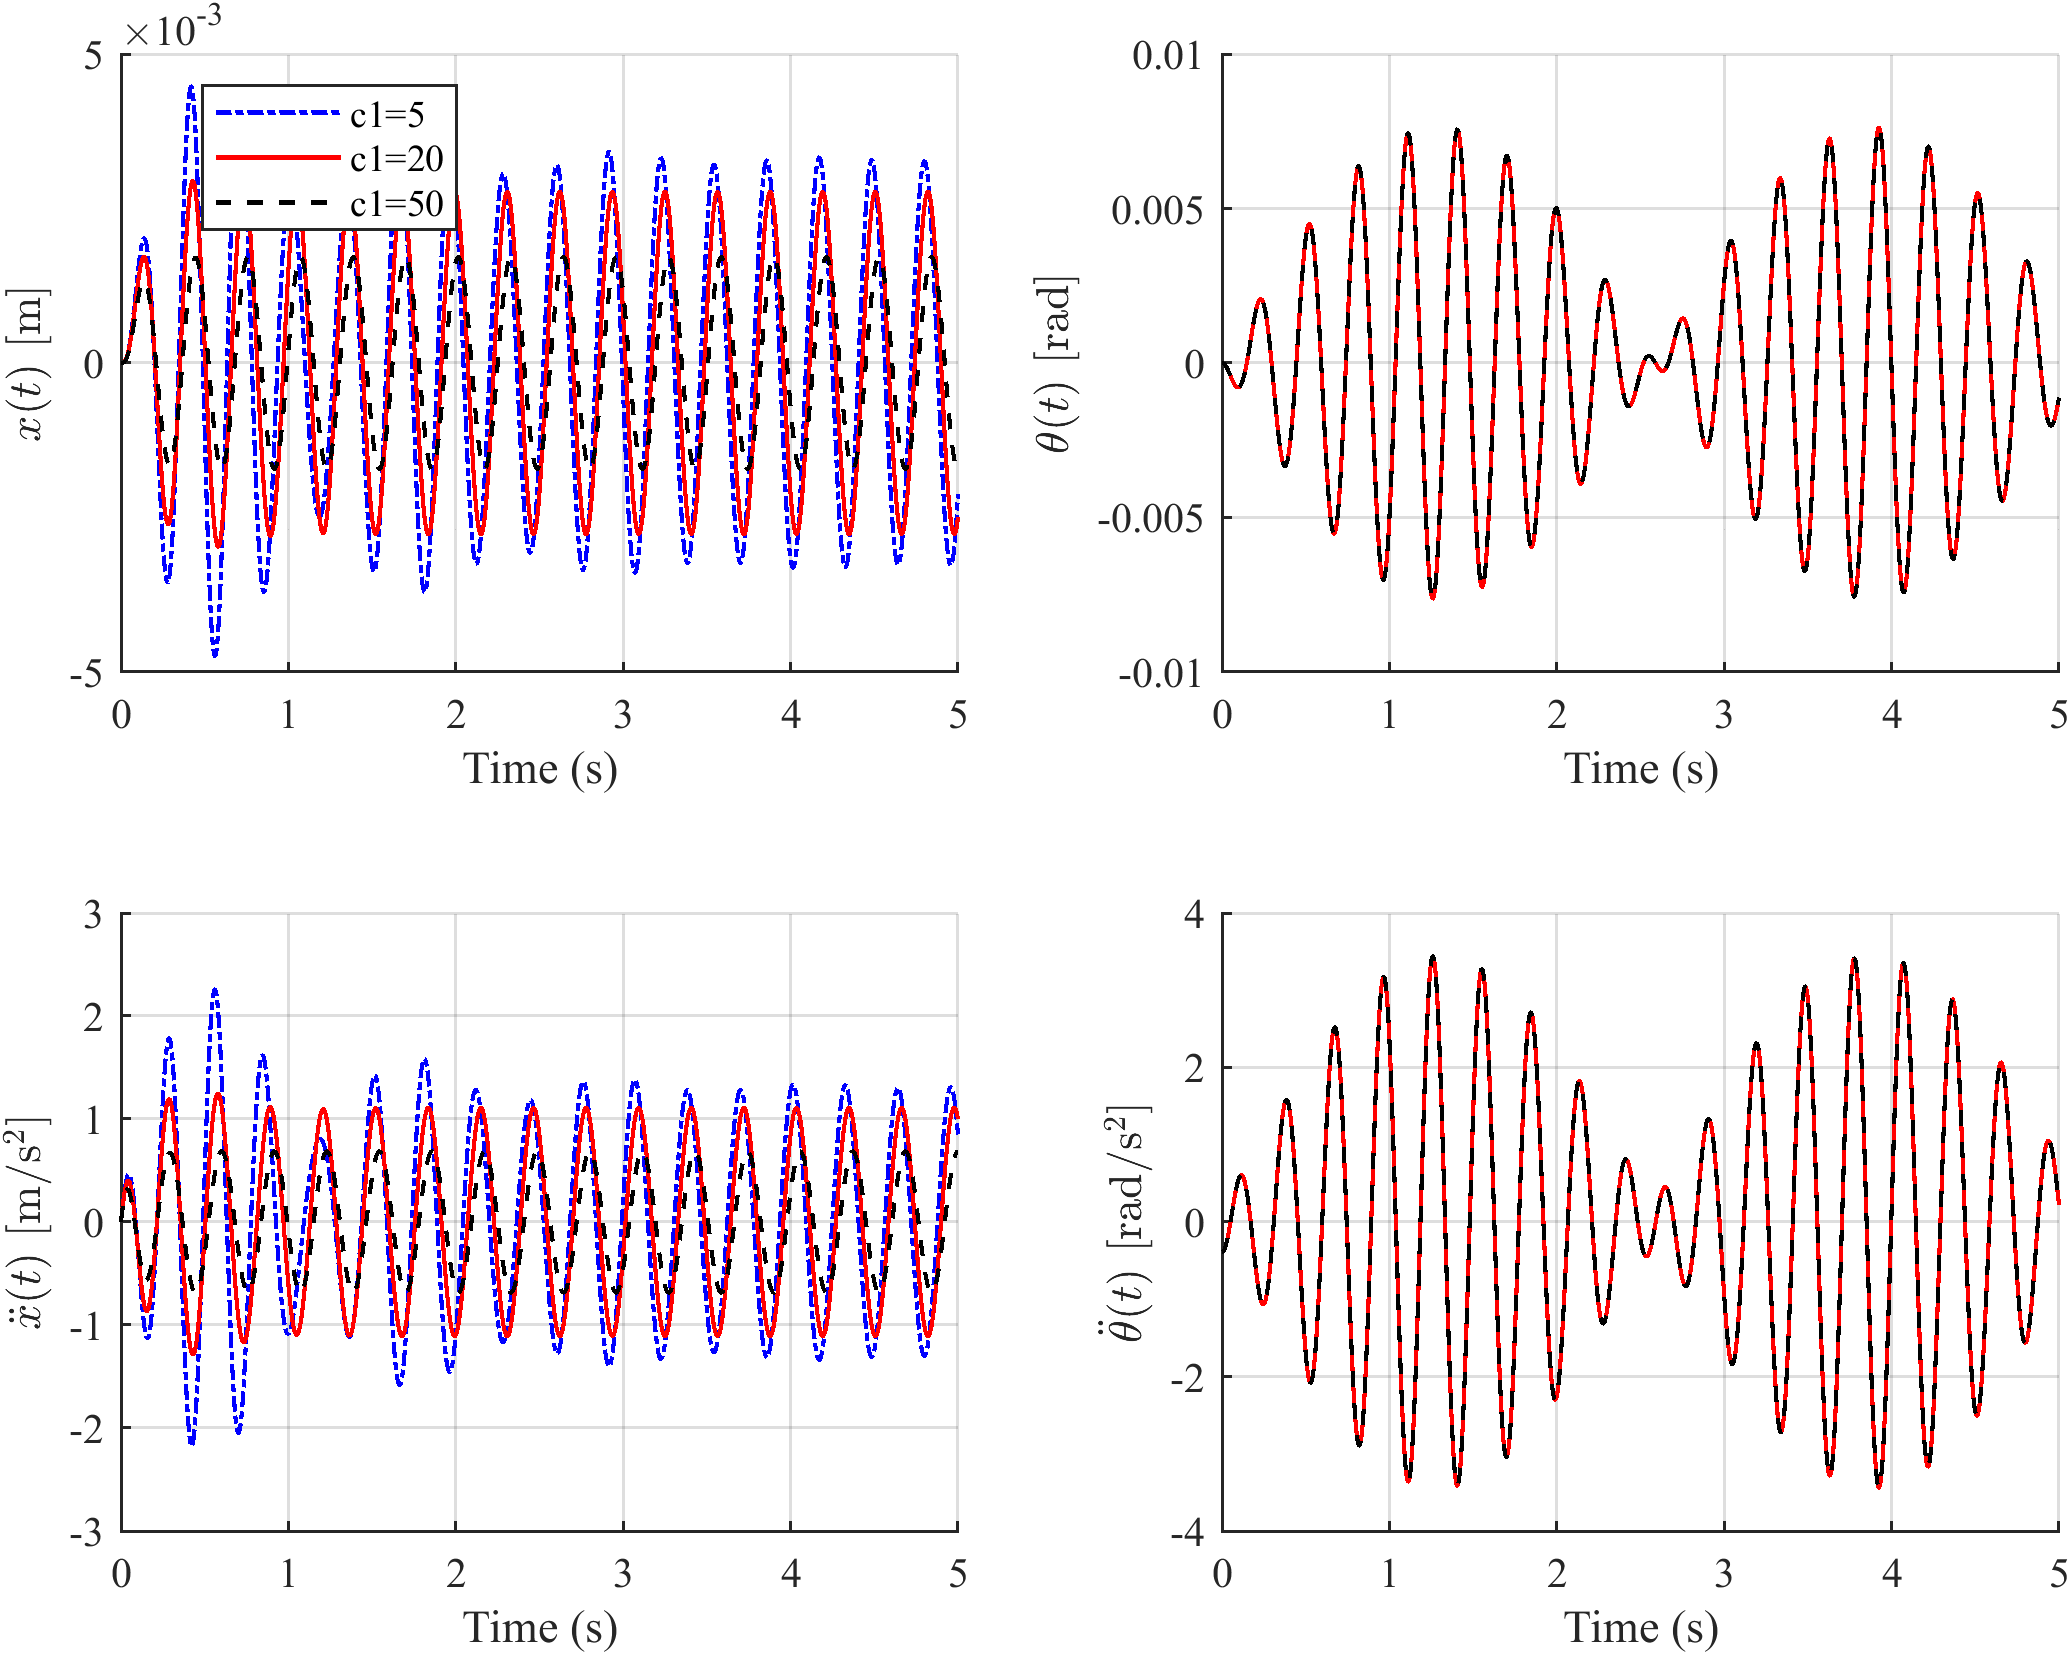 ×10⁻³
5
0
-5
c1=5
c1=20
c1=50
x(t) [m]
0 1 2 3 4 5
Time (s)
0.01
0.005
0
-0.005
-0.01
θ(t) [rad]
0 1 2 3 4 5
Time (s)
3
2
1
0
-1
-2
-3
ẍ(t) [m/s²]
0 1 2 3 4 5
Time (s)
4
2
0
-2
-4
θ̈(t) [rad/s²]
0 1 2 3 4 5
Time (s)